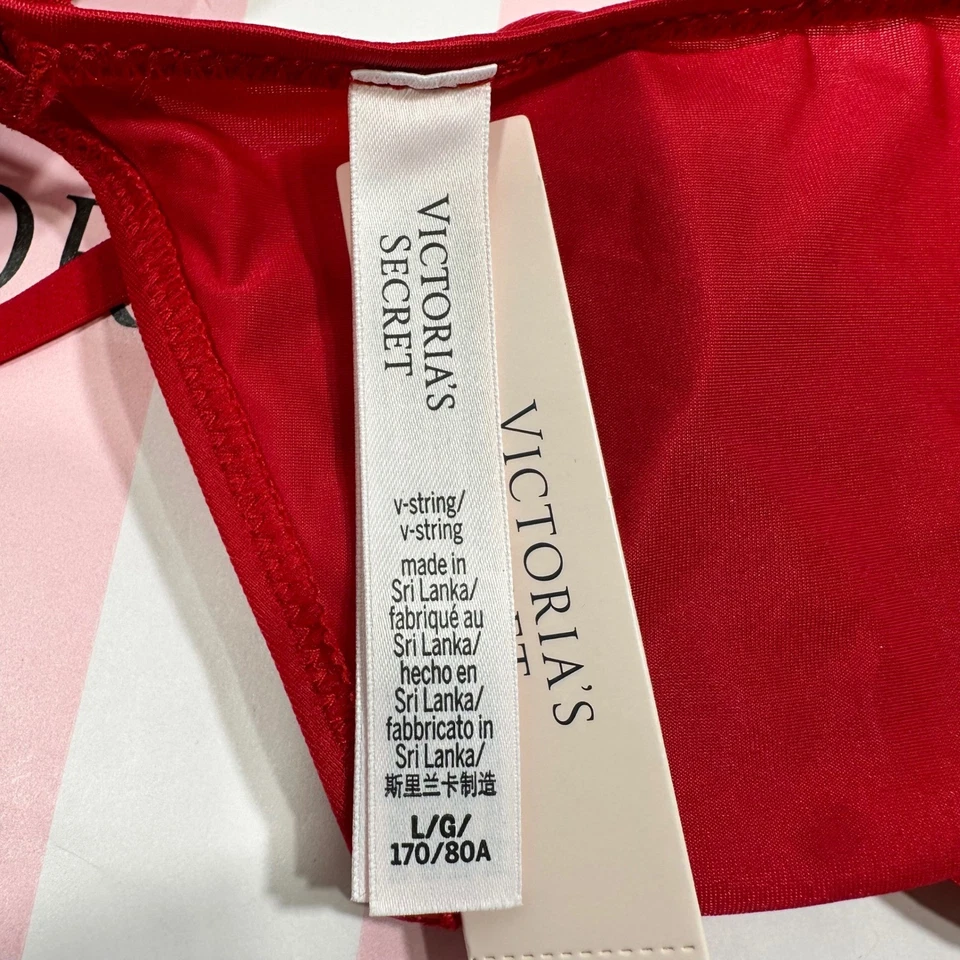 VICTORIA'S
SECRET
v-string/
v-string
made in
Sri Lanka/
fabriqué au
Sri Lanka/
hecho en
Sri Lanka/
fabbricato in
Sri Lanka/
斯里兰卡制造
L/G/
170/80A
VICTORIA'S